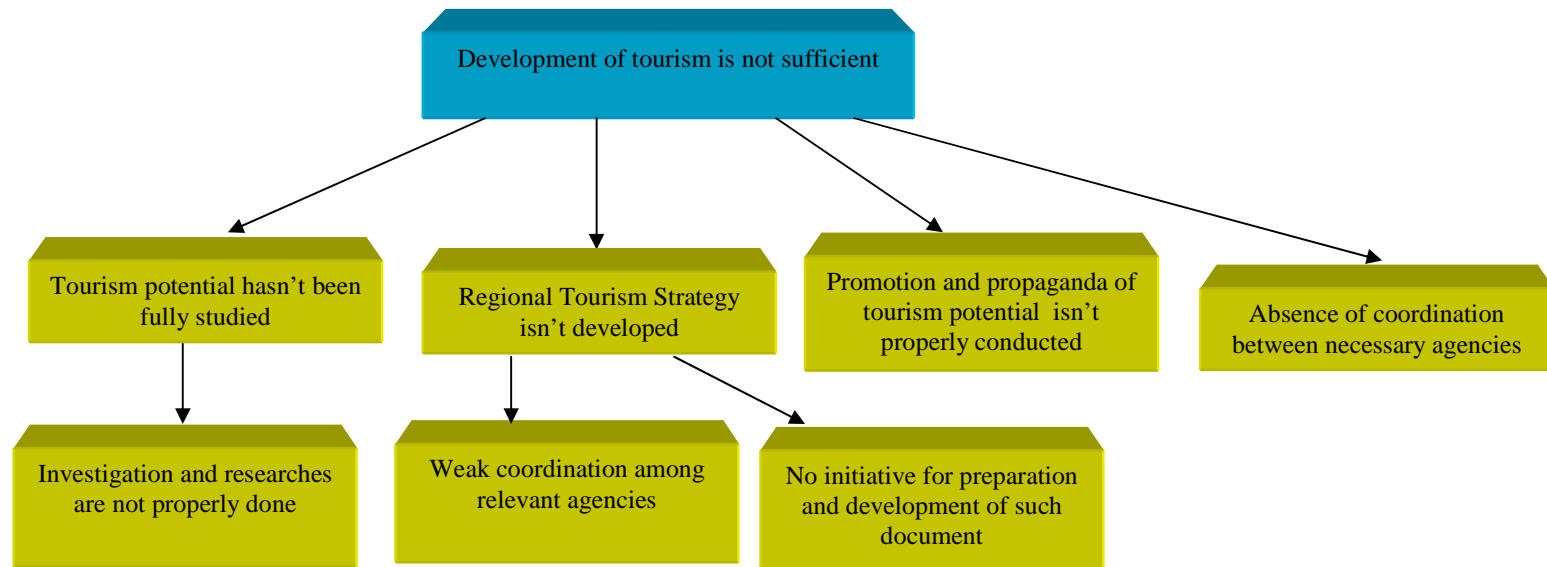 Development of tourism is not sufficient
Tourism potential hasn’t been
fully studied
Regional Tourism Strategy
isn’t developed
Promotion and propaganda of
tourism potential  isn’t
properly conducted
Absence of coordination
between necessary agencies
Investigation and researches
are not properly done
Weak coordination among
relevant agencies
No initiative for preparation
and development of such
document